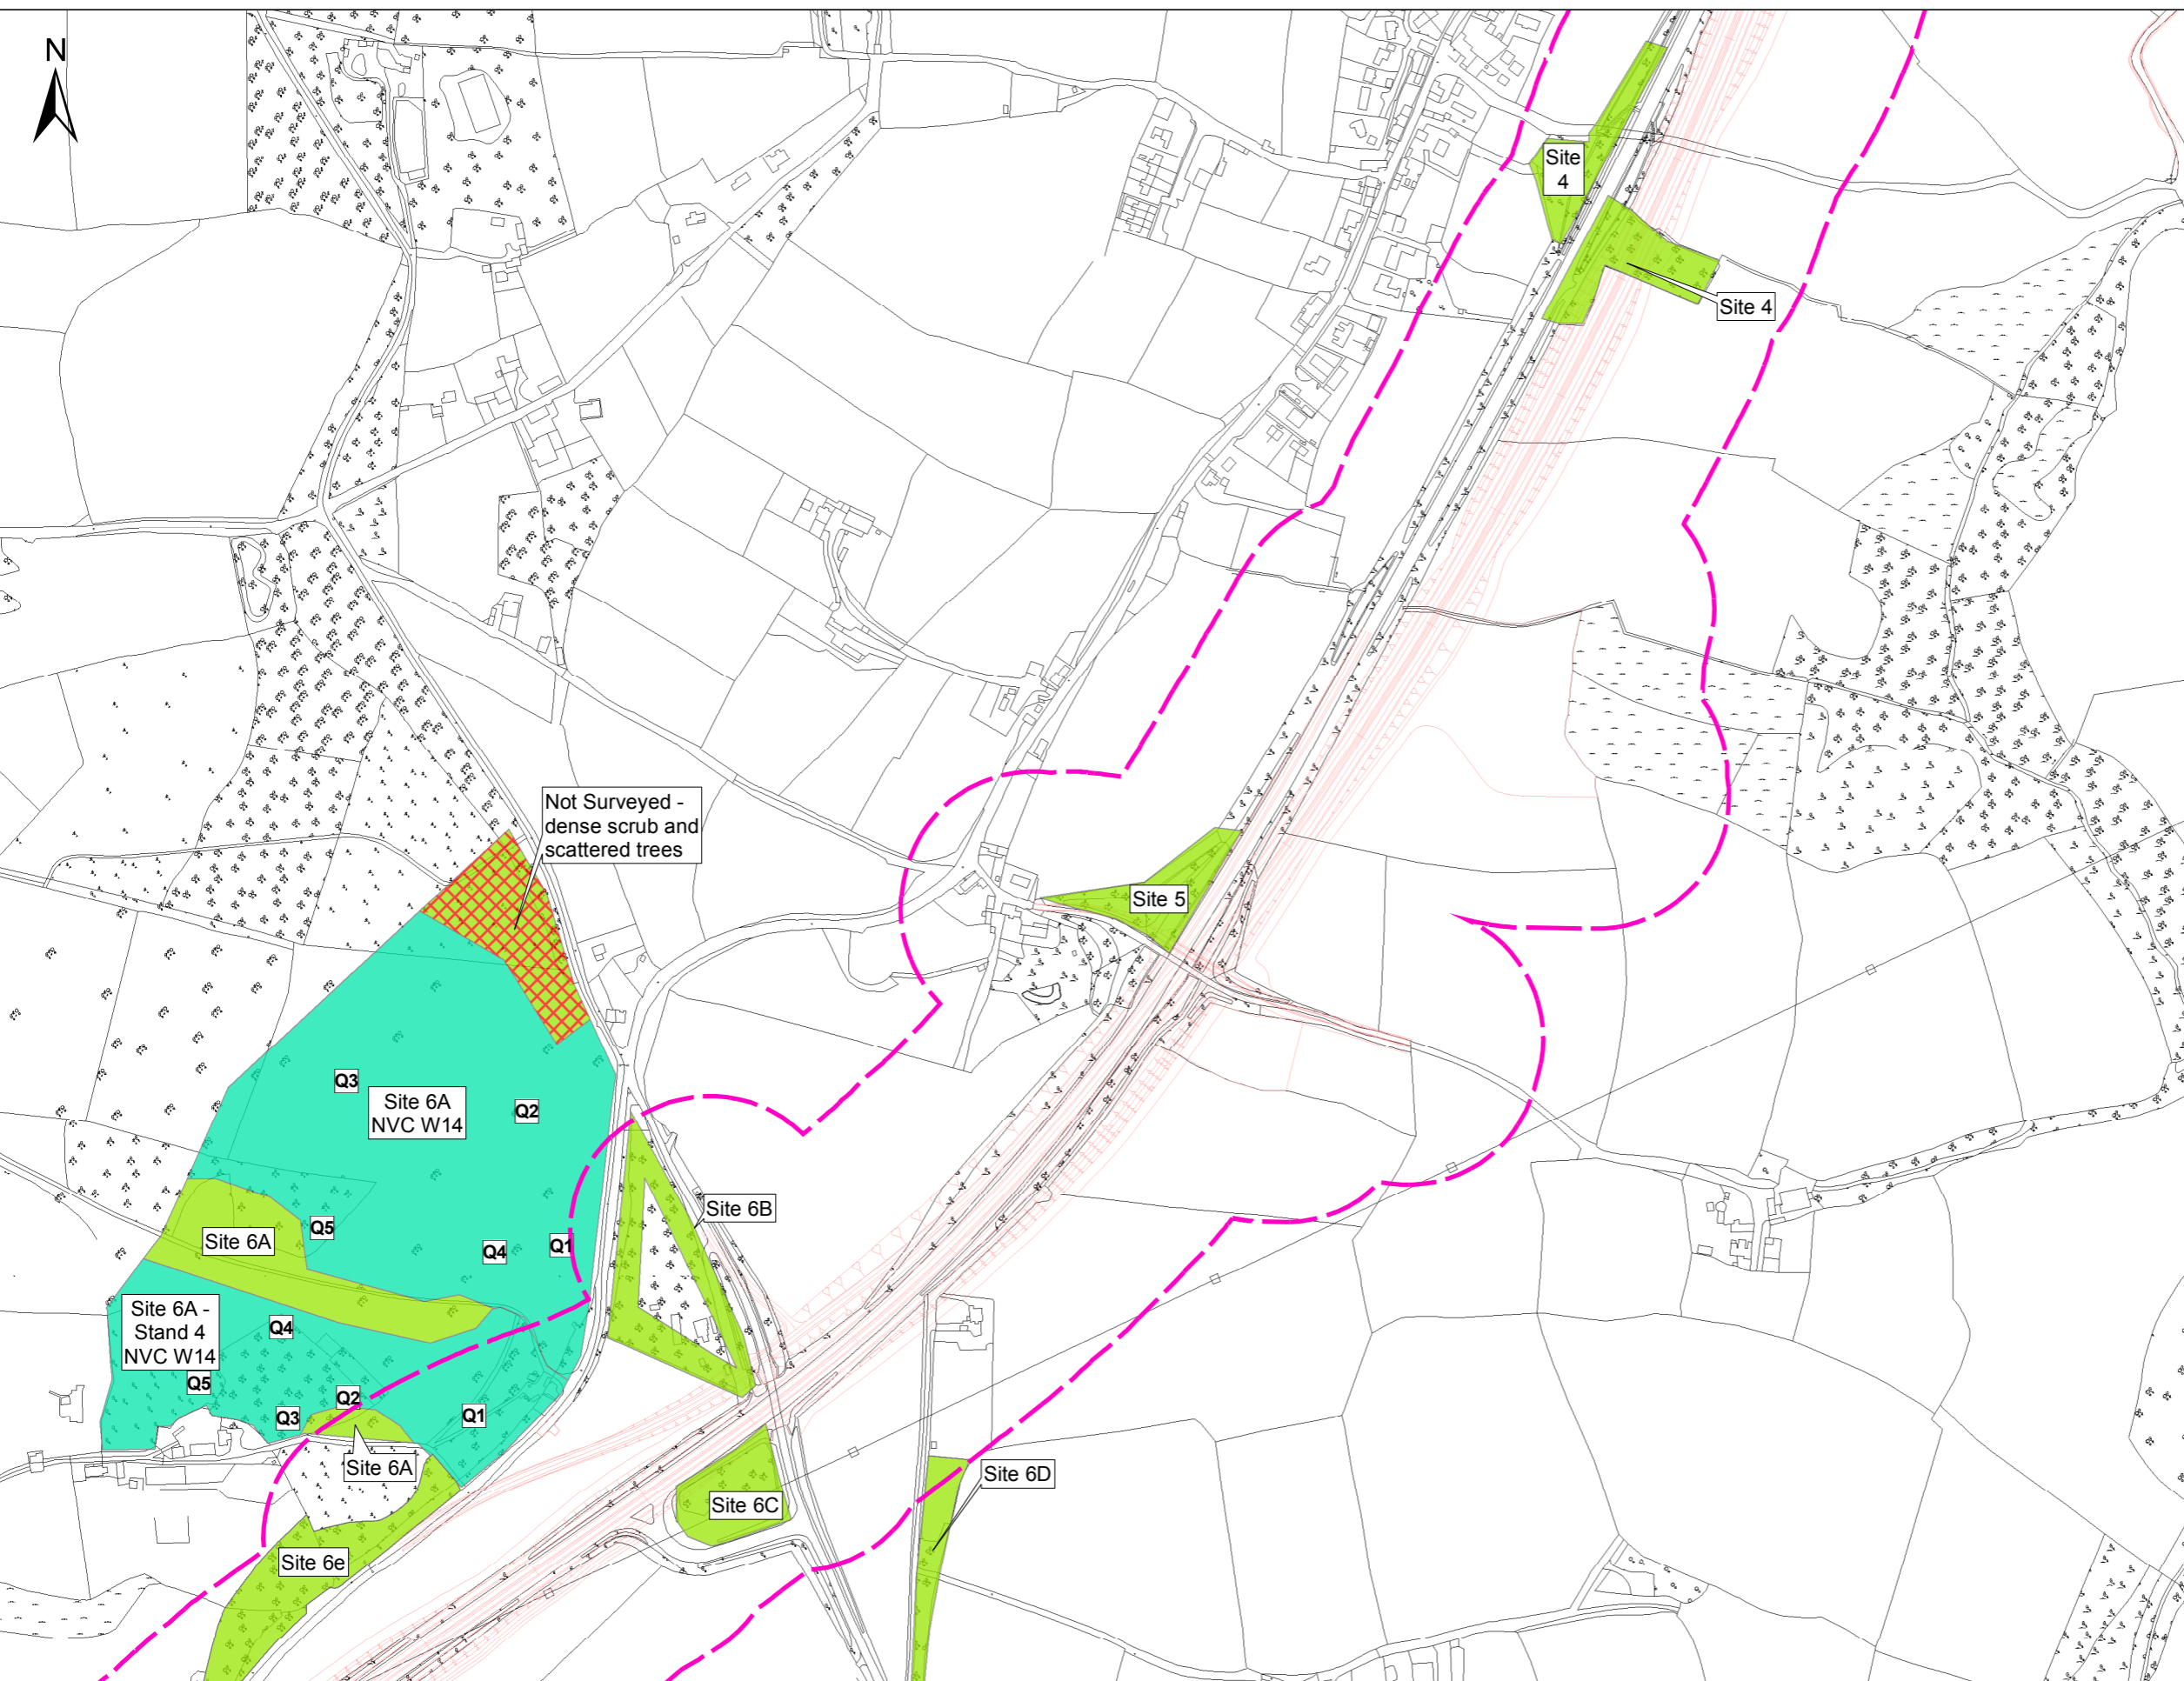 N
Site
4
Site 4
Not Surveyed -
dense scrub and
scattered trees
Site 5
Q3
Site 6A
NVC W14
Q2
Site 6B
Q5
Site 6A
Q4
Q1
Site 6A -
Stand 4
NVC W14
Q4
Q5
Q2
Q3
Q1
Site 6A
Site 6D
Site 6C
Site 6e